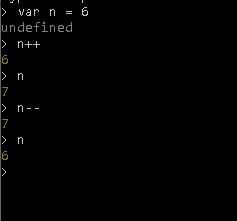 > var n = 6
undefined
> n++
6
> n
7
> n--
7
> n
6
>